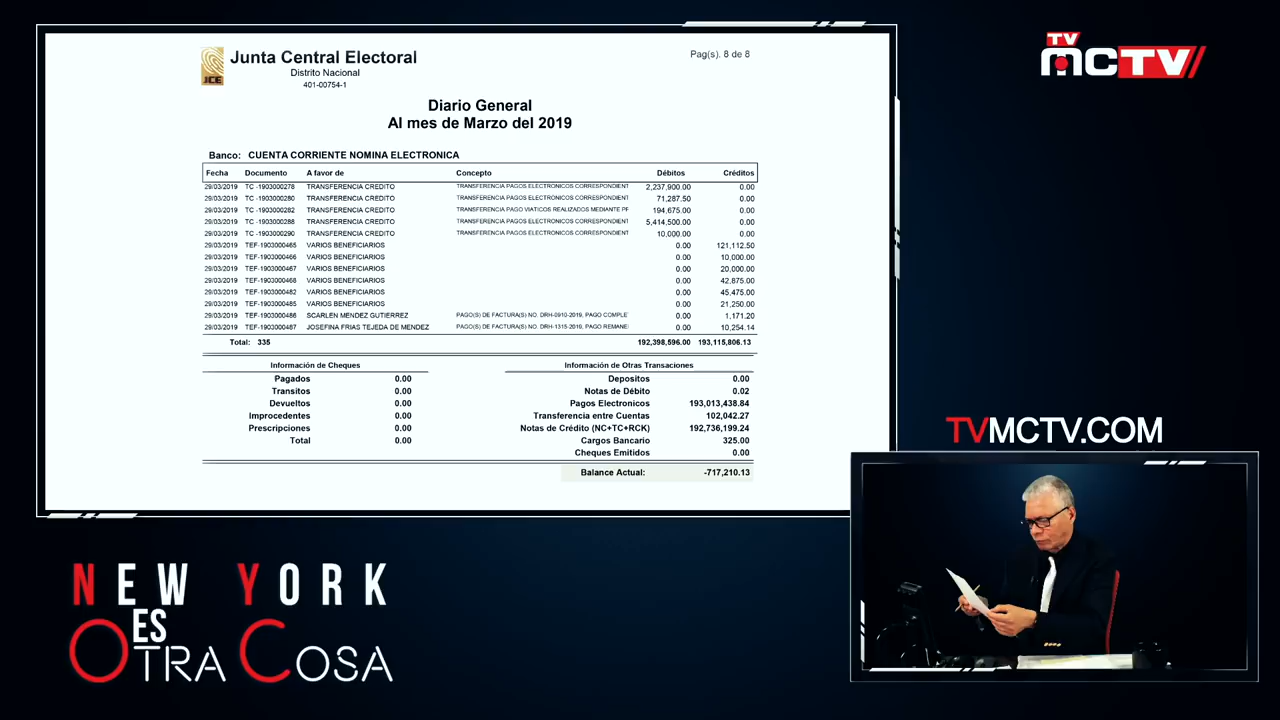 Junta Central Electoral
Distrito Nacional
401-00754-1
Pag(s). 8 de 8
JCE
Diario General
Al mes de Marzo del 2019
Banco: CUENTA CORRIENTE NOMINA ELECTRONICA
Fecha Documento A favor de Concepto Débitos Créditos
29/03/2019 TC -1903000278 TRANSFERENCIA CREDITO TRANSFERENCIA PAGOS ELECTRONICOS CORRESPONDIENT 2,237,900.00 0.00
29/03/2019 TC -1903000280 TRANSFERENCIA CREDITO TRANSFERENCIA PAGOS ELECTRONICOS CORRESPONDIENT 71,287.50 0.00
29/03/2019 TC -1903000282 TRANSFERENCIA CREDITO TRANSFERENCIA PAGO VIATICOS REALIZADOS MEDIANTE PF 194,675.00 0.00
29/03/2019 TC -1903000288 TRANSFERENCIA CREDITO TRANSFERENCIA PAGOS ELECTRONICOS CORRESPONDIENT 5,414,500.00 0.00
29/03/2019 TC -1903000290 TRANSFERENCIA CREDITO TRANSFERENCIA PAGOS ELECTRONICOS CORRESPONDIENT 10,000.00 0.00
29/03/2019 TEF-1903000465 VARIOS BENEFICIARIOS 0.00 121,112.50
29/03/2019 TEF-1903000466 VARIOS BENEFICIARIOS 0.00 10,000.00
29/03/2019 TEF-1903000467 VARIOS BENEFICIARIOS 0.00 20,000.00
29/03/2019 TEF-1903000468 VARIOS BENEFICIARIOS 0.00 42,875.00
29/03/2019 TEF-1903000482 VARIOS BENEFICIARIOS 0.00 45,475.00
29/03/2019 TEF-1903000485 VARIOS BENEFICIARIOS 0.00 21,250.00
29/03/2019 TEF-1903000486 SCARLEN MENDEZ GUTIERREZ PAGO(S) DE FACTURA(S) NO. DRH-0910-2019, PAGO COMPLE 0.00 1,171.20
29/03/2019 TEF-1903000487 JOSEFINA FRIAS TEJEDA DE MENDEZ PAGO(S) DE FACTURA(S) NO. DRH-1315-2019, PAGO REMANE 0.00 10,254.14
Total: 335 192,398,596.00 193,115,806.13
Información de Cheques
Pagados 0.00
Transitos 0.00
Devueltos 0.00
Improcedentes 0.00
Prescripciones 0.00
Total 0.00
Información de Otras Transaciones
Depositos 0.00
Notas de Débito 0.02
Pagos Electronicos 193,013,438.84
Transferencia entre Cuentas 102,042.27
Notas de Crédito (NC+TC+RCK) 192,736,199.24
Cargos Bancario 325.00
Cheques Emitidos 0.00
Balance Actual: -717,210.13
TV
MCTV
TVMCTV.COM
NEW YORK
ES
OTRA COSA